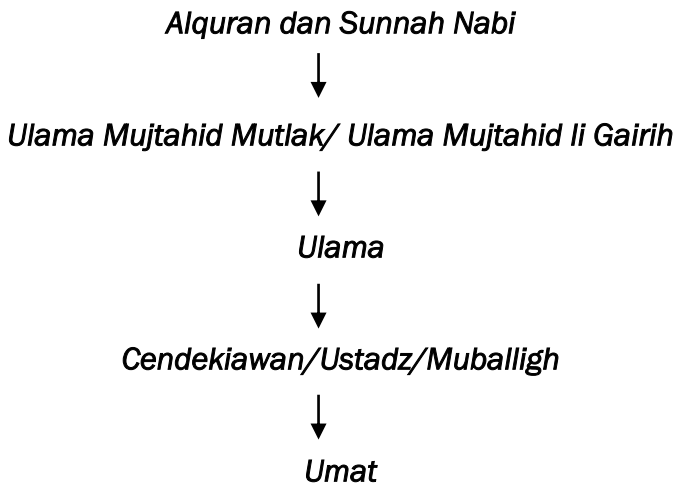 Alquran dan Sunnah Nabi
Ulama Mujtahid Mutlak/ Ulama Mujtahid li Gairih
Ulama
Cendekiawan/Ustadz/Muballigh
Umat